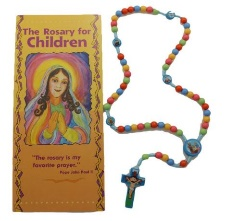 The Rosary for
Children
"The rosary is my
favorite prayer."
Pope John Paul II